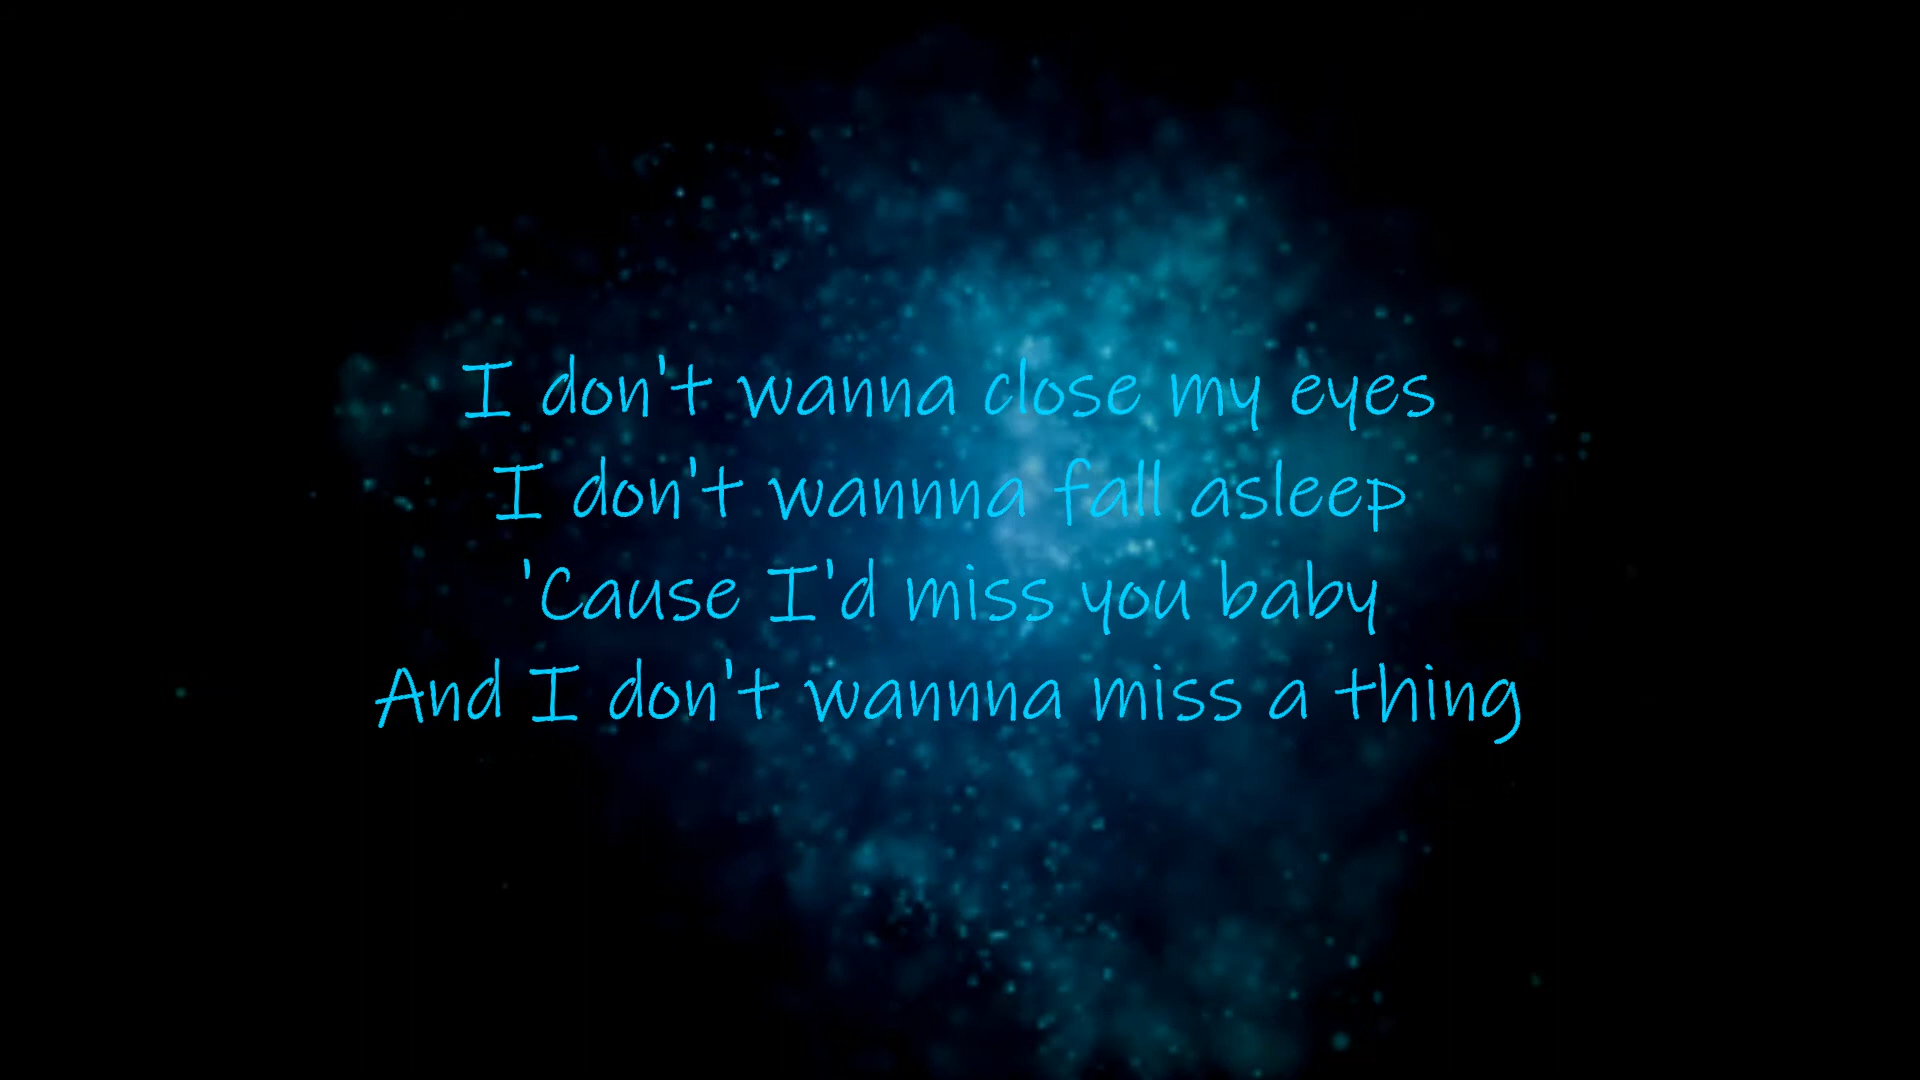 I don't wanna close my eyes
I don't wannna fall asleep
'Cause I'd miss you baby
And I don't wannna miss a thing